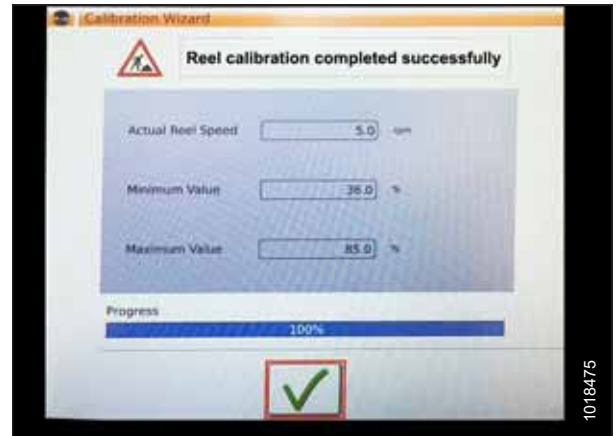 Calibration Wizard
Reel calibration completed successfully
Actual Reel Speed 5.0 rpm
Minimum Value 36.0 %
Maximum Value 85.0 %
Progress
100%
1018475